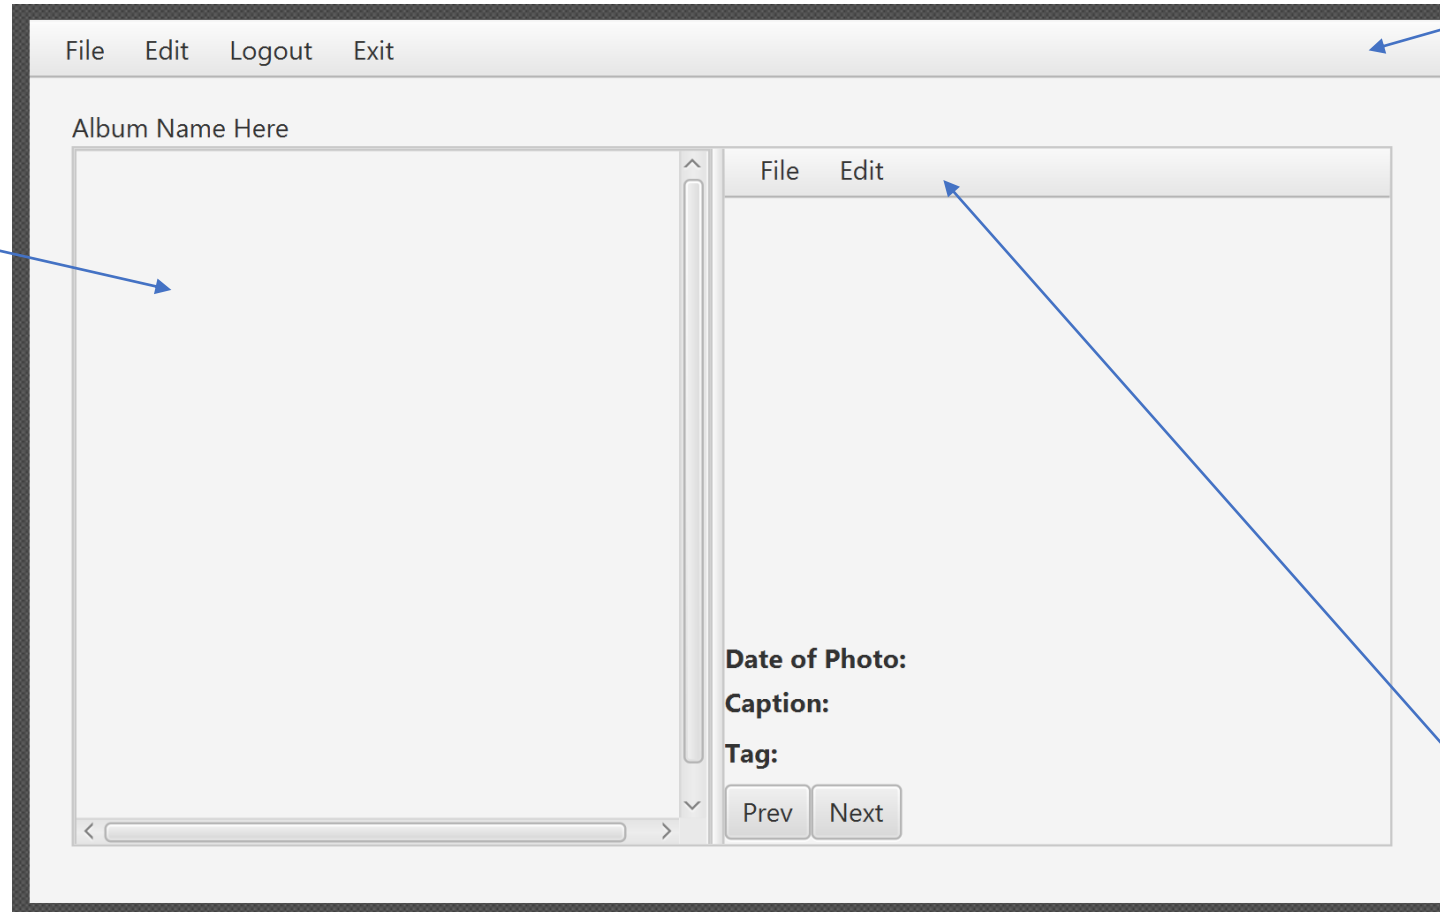 File Edit Logout Exit
Album Name Here
File Edit
Date of Photo:
Caption:
Tag:
Prev Next